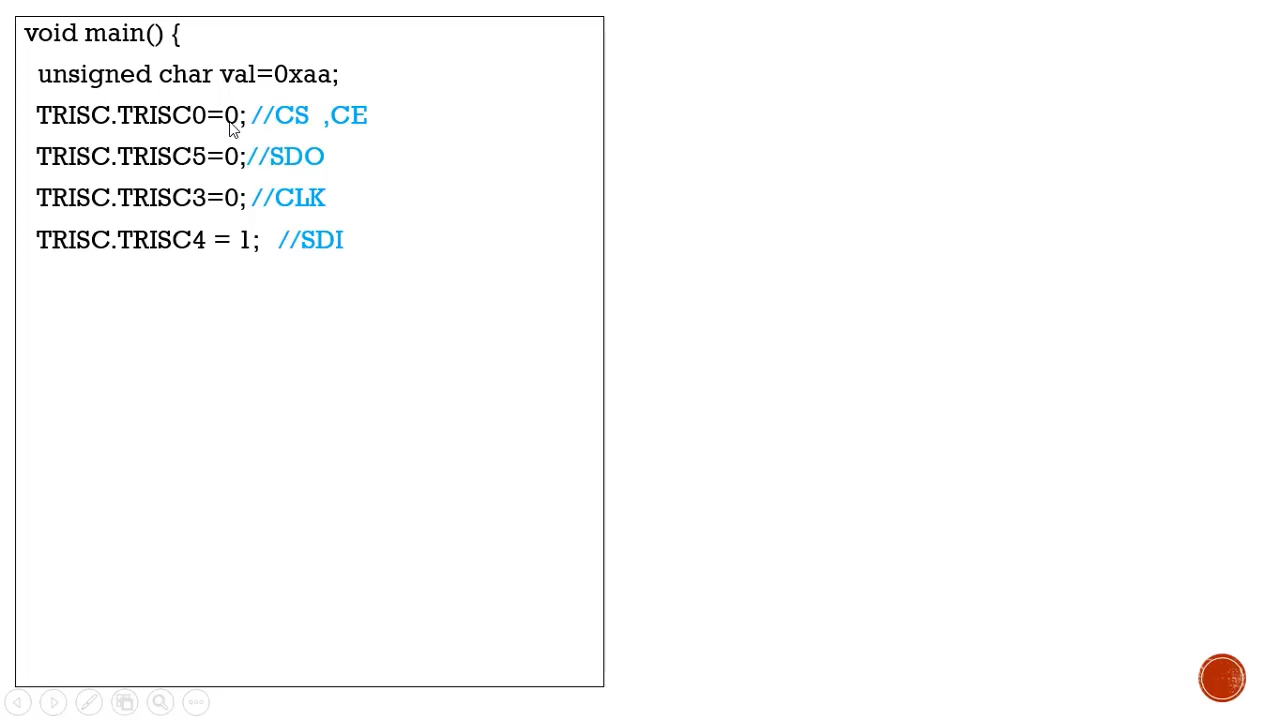 void main() {
unsigned char val=0xaa;
TRISC.TRISC0=0; //CS ,CE
TRISC.TRISC5=0;//SDO
TRISC.TRISC3=0; //CLK
TRISC.TRISC4 = 1; //SDI